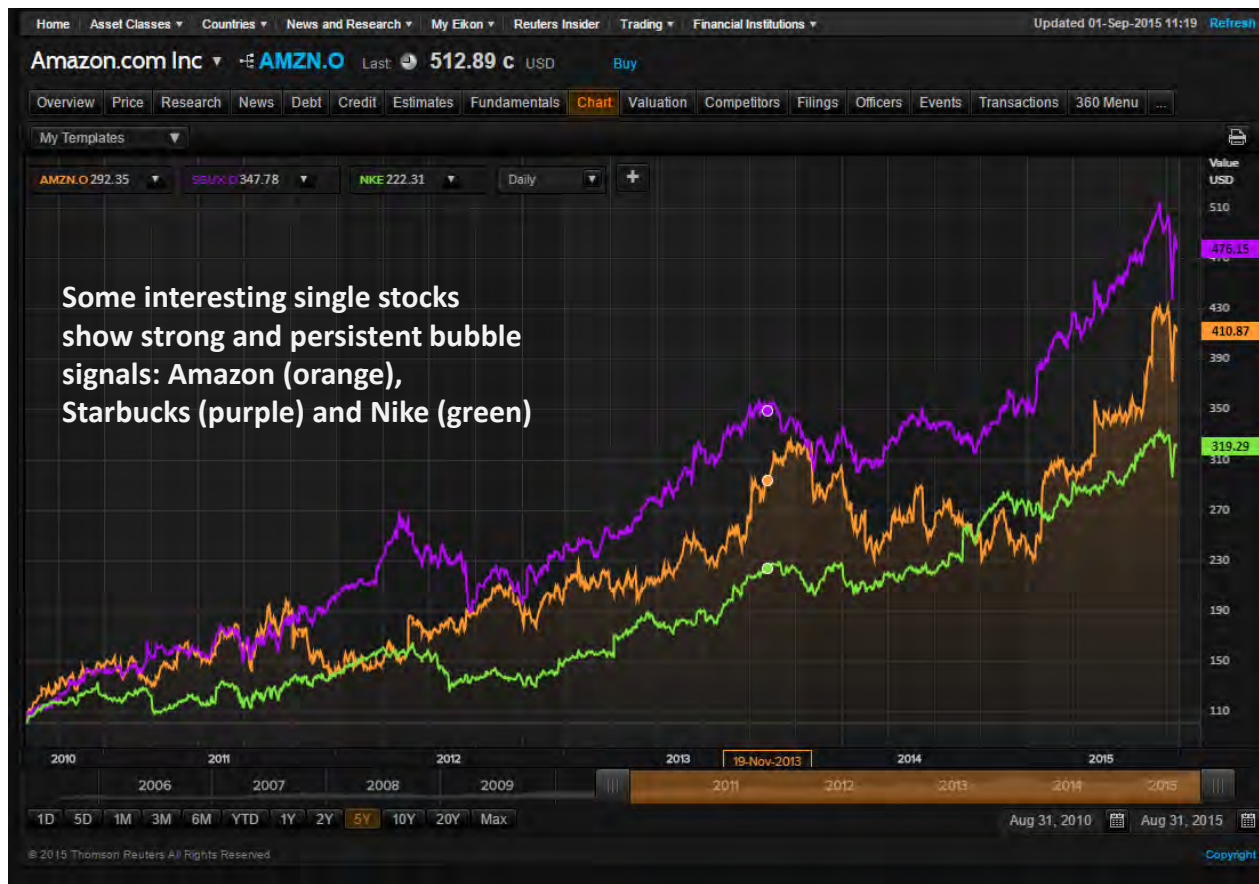 Home Asset Classes ▾ Countries ▾ News and Research ▾ My Eikon ▾ Reuters Insider Trading ▾ Financial Institutions ▾ Updated 01-Sep-2015 11:19 Refresh
Amazon.com Inc ▾ AMZN.O Last 512.89 c USD Buy
Overview Price Research News Debt Credit Estimates Fundamentals Chart Valuation Competitors Filings Officers Events Transactions 360 Menu ...
My Templates ▼
AMZN.O 292.35 ▼ SBUX.O 347.78 ▼ NKE 222.31 ▼ Daily ▼ +
Value
USD
510
476.15
470
430
410.87
390
350
319.29
310
270
230
190
150
110
Some interesting single stocks
show strong and persistent bubble
signals: Amazon (orange),
Starbucks (purple) and Nike (green)
2010 2011 2012 2013 19-Nov-2013 2014 2015
2006 2007 2008 2009 2011 2012 2013 2014 2015
1D 5D 1M 3M 6M YTD 1Y 2Y 5Y 10Y 20Y Max Aug 31, 2010 Aug 31, 2015
© 2015 Thomson Reuters All Rights Reserved Copyright